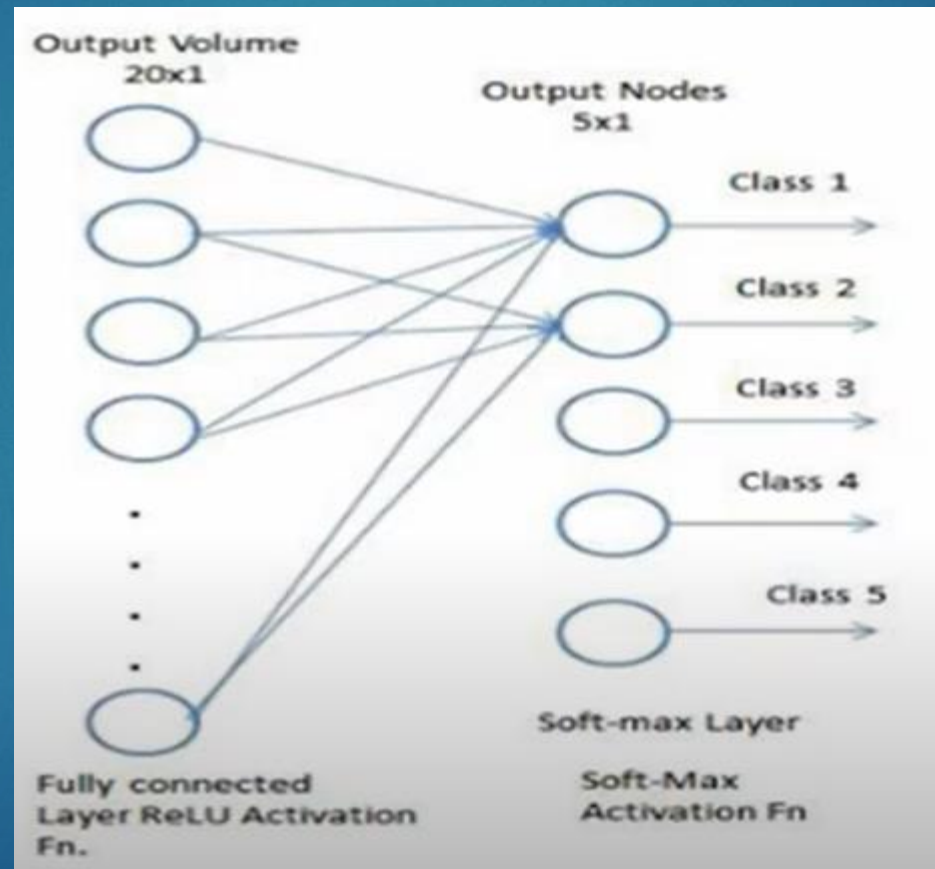 Output Volume
20x1
Output Nodes
5x1
Class 1
Class 2
Class 3
Class 4
Class 5
Soft-max Layer
Fully connected
Layer ReLU Activation
Fn.
Soft-Max
Activation Fn